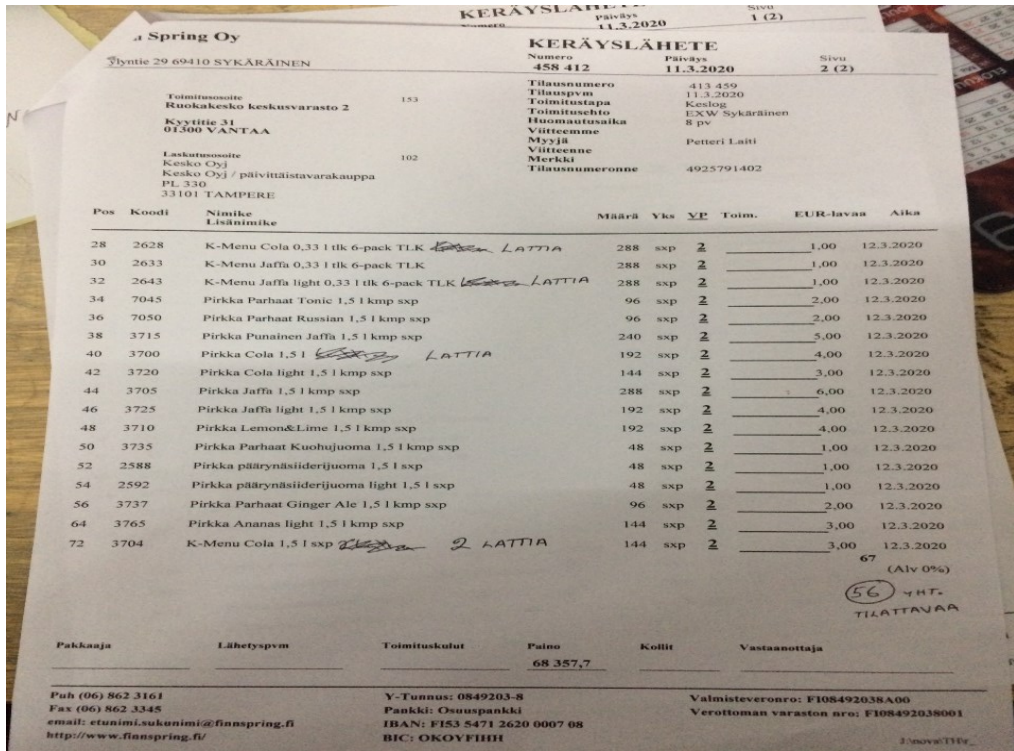 KERÄYSLÄHETE
Päiväys Sivu
11.3.2020 1 (2)
Spring Oy
KERÄYSLÄHETE
29 69410 SYKÄRÄINEN
Numero Päiväys Sivu
458 412 11.3.2020 2 (2)
Toimitusosoite 153
Ruokakesko keskusvarasto 2
Kyytitie 31
01300 VANTAA
Tilausnumero 413 459
Tilauspvm 11.3.2020
Toimitustapa Keslog
Toimitusehto EXW Sykäräinen
Huomautusaika 8 pv
Viitteemme
Myyjä Petteri Laiti
Viitteenne
Merkki
Tilausnumeronne 4925791402
Laskutusosoite 102
Kesko Oyj
Kesko Oyj / päivittäistavarakauppa
PL 330
33101 TAMPERE
Pos Koodi Nimike Määrä Yks VP Toim. EUR-lavaa Aika
Lisänimike
28 2628 K-Menu Cola 0,33 l tlk 6-pack TLK LATTIA 288 sxp 2 1,00 12.3.2020
30 2633 K-Menu Jaffa 0,33 l tlk 6-pack TLK 288 sxp 2 1,00 12.3.2020
32 2643 K-Menu Jaffa light 0,33 l tlk 6-pack TLK LATTIA 288 sxp 2 1,00 12.3.2020
34 7045 Pirkka Parhaat Tonic 1,5 l kmp sxp 96 sxp 2 2,00 12.3.2020
36 7050 Pirkka Parhaat Russian 1,5 l kmp sxp 96 sxp 2 2,00 12.3.2020
38 3715 Pirkka Punainen Jaffa 1,5 l kmp sxp 240 sxp 2 5,00 12.3.2020
40 3700 Pirkka Cola 1,5 l LATTIA 192 sxp 2 4,00 12.3.2020
42 3720 Pirkka Cola light 1,5 l kmp sxp 144 sxp 2 3,00 12.3.2020
44 3705 Pirkka Jaffa 1,5 l kmp sxp 288 sxp 2 6,00 12.3.2020
46 3725 Pirkka Jaffa light 1,5 l kmp sxp 192 sxp 2 4,00 12.3.2020
48 3710 Pirkka Lemon&Lime 1,5 l kmp sxp 192 sxp 2 4,00 12.3.2020
50 3735 Pirkka Parhaat Kuohujuoma 1,5 l kmp sxp 48 sxp 2 1,00 12.3.2020
52 2588 Pirkka päärynäsiiderijuoma 1,5 l sxp 48 sxp 2 1,00 12.3.2020
54 2592 Pirkka päärynäsiiderijuoma light 1,5 l sxp 48 sxp 2 1,00 12.3.2020
56 3737 Pirkka Parhaat Ginger Ale 1,5 l kmp sxp 96 sxp 2 2,00 12.3.2020
64 3765 Pirkka Ananas light 1,5 l kmp sxp 144 sxp 2 3,00 12.3.2020
72 3704 K-Menu Cola 1,5 l sxp 2 LATTIA 144 sxp 2 3,00 12.3.2020
67
(Alv 0%)
56 YHT.
TILATTAVAA
Pakkaaja Lähetyspvm Toimituskulut Paino Kollit Vastaanottaja
68 357,7
Puh (06) 862 3161 Y-Tunnus: 0849203-8 Valmisteveronro: FI08492038A00
Fax (06) 862 3345 Pankki: Osuuspankki Verottoman varaston nro: FI08492038001
email: etunimi.sukunimi@finnspring.fi IBAN: FI53 5471 2620 0007 08
http://www.finnspring.fi/ BIC: OKOYFIHH